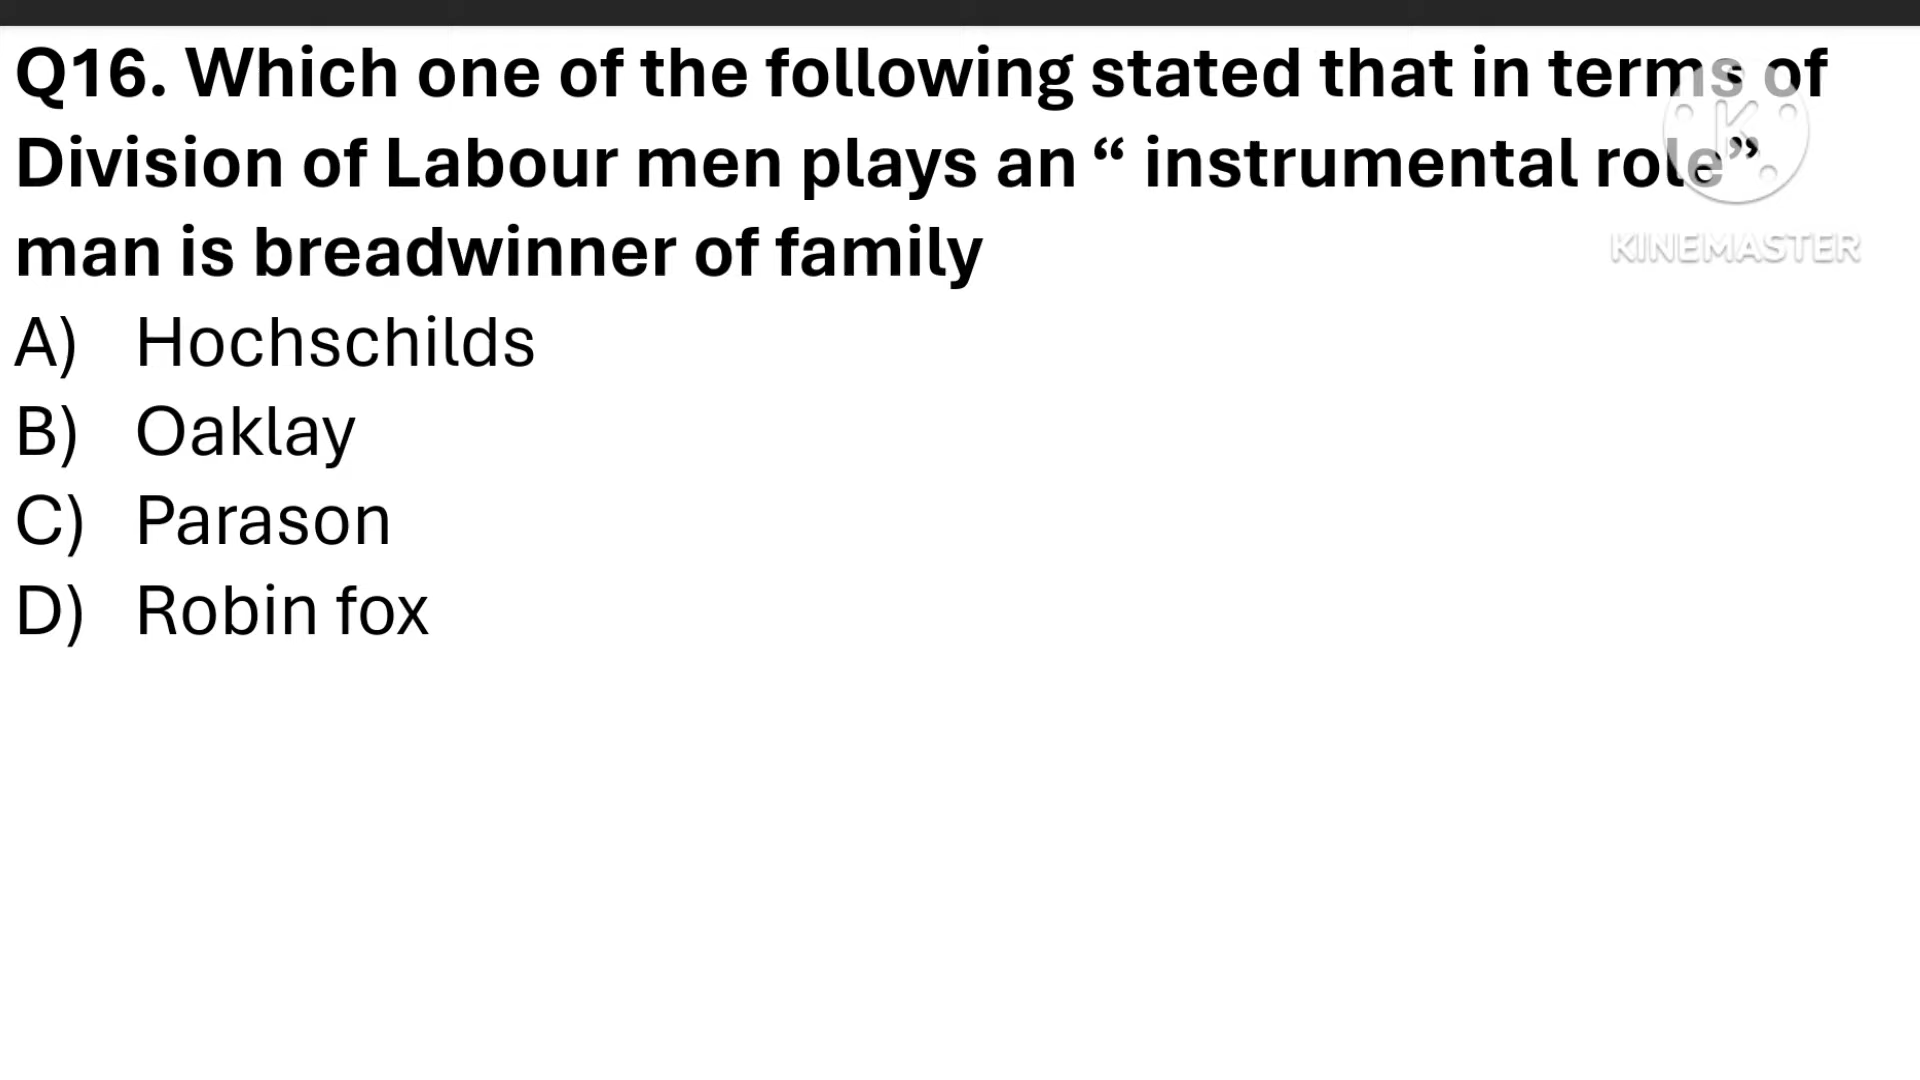 Q16. Which one of the following stated that in terms of
Division of Labour men plays an “ instrumental role”
man is breadwinner of family
KINEMASTER
A) Hochschilds
B) Oaklay
C) Parason
D) Robin fox